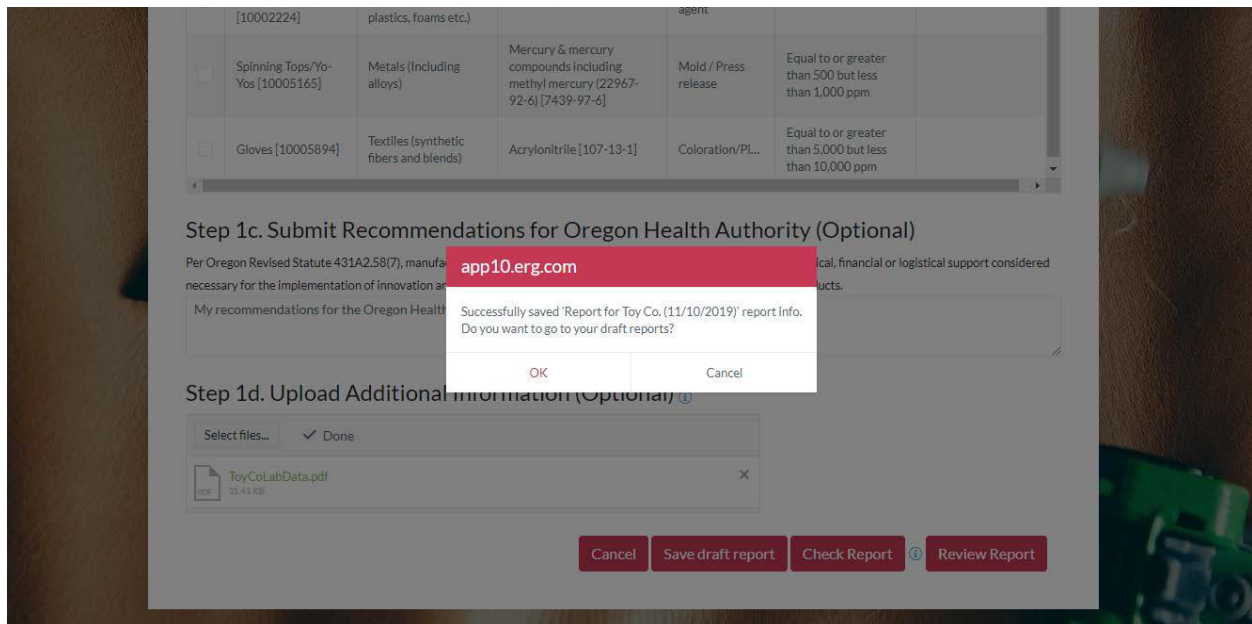 [10002224]
plastics, foams etc.)
agent
Spinning Tops/Yo-
Yos [10005165]
Metals (Including
alloys)
Mercury & mercury
compounds including
methyl mercury (22967-
92-6) [7439-97-6]
Mold / Press
release
Equal to or greater
than 500 but less
than 1,000 ppm
Gloves [10005894]
Textiles (synthetic
fibers and blends)
Acrylonitrile [107-13-1]
Coloration/Pl...
Equal to or greater
than 5,000 but less
than 10,000 ppm
Step 1c. Submit Recommendations for Oregon Health Authority (Optional)
Per Oregon Revised Statute 431A2.58(7), manufa
ical, financial or logistical support considered
necessary for the implementation of innovation an
ucts.
My recommendations for the Oregon Health
app10.erg.com
Successfully saved 'Report for Toy Co. (11/10/2019)' report info.
Do you want to go to your draft reports?
OK Cancel
Step 1d. Upload Additional Information (Optional)
Select files... Done
PDF
ToyCoLabData.pdf
31.41 KB
Cancel Save draft report Check Report Review Report